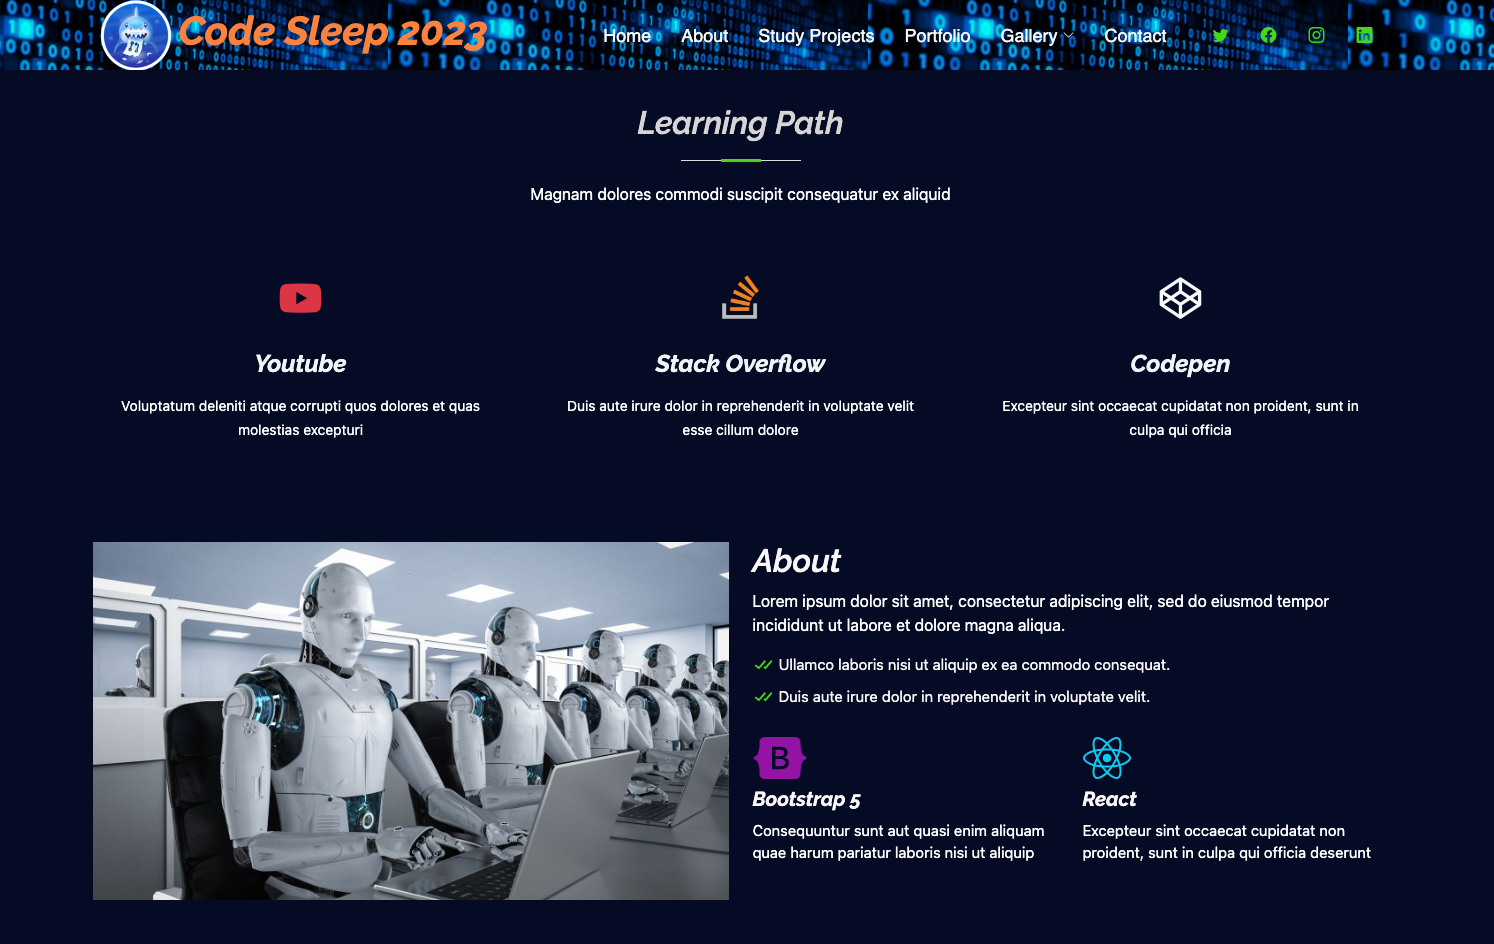 Code Sleep 2023
Home About Study Projects Portfolio Gallery Contact
Learning Path
Magnam dolores commodi suscipit consequatur ex aliquid
Youtube
Voluptatum deleniti atque corrupti quos dolores et quas
molestias excepturi
Stack Overflow
Duis aute irure dolor in reprehenderit in voluptate velit
esse cillum dolore
Codepen
Excepteur sint occaecat cupidatat non proident, sunt in
culpa qui officia
About
Lorem ipsum dolor sit amet, consectetur adipiscing elit, sed do eiusmod tempor
incididunt ut labore et dolore magna aliqua.
Ullamco laboris nisi ut aliquip ex ea commodo consequat.
Duis aute irure dolor in reprehenderit in voluptate velit.
B
Bootstrap 5
Consequuntur sunt aut quasi enim aliquam
quae harum pariatur laboris nisi ut aliquip
React
Excepteur sint occaecat cupidatat non
proident, sunt in culpa qui officia deserunt